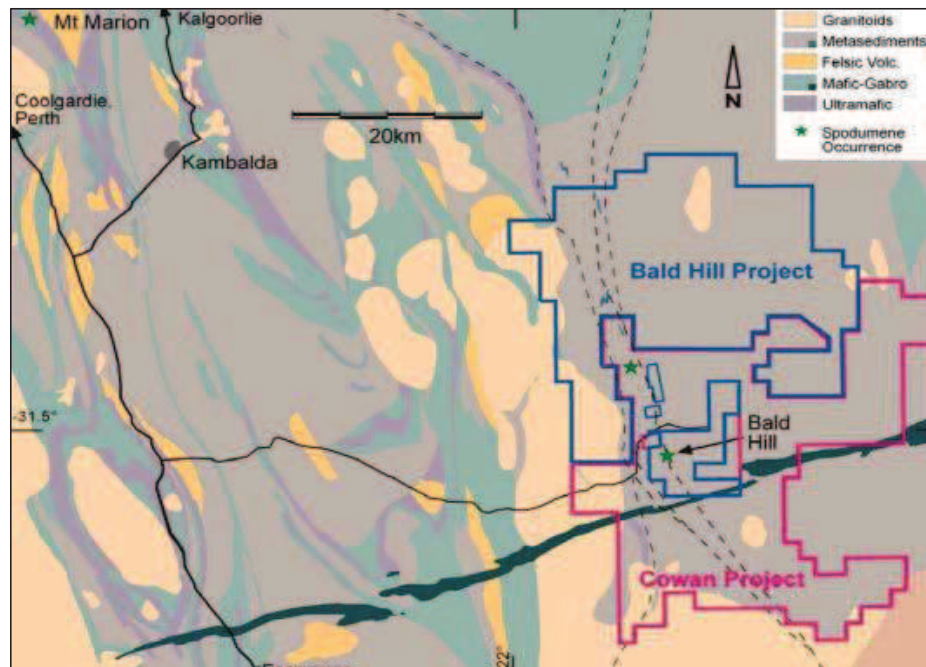 Mt Marion
Kalgoorlie
Coolgardie,
Perth
Kambalda
20km
N
Granitoids
Metasediments
Felsic Volc.
Mafic-Gabro
Ultramafic
Spodumene
Occurrence
Bald Hill Project
-31.5°
Bald
Hill
Cowan Project
22°